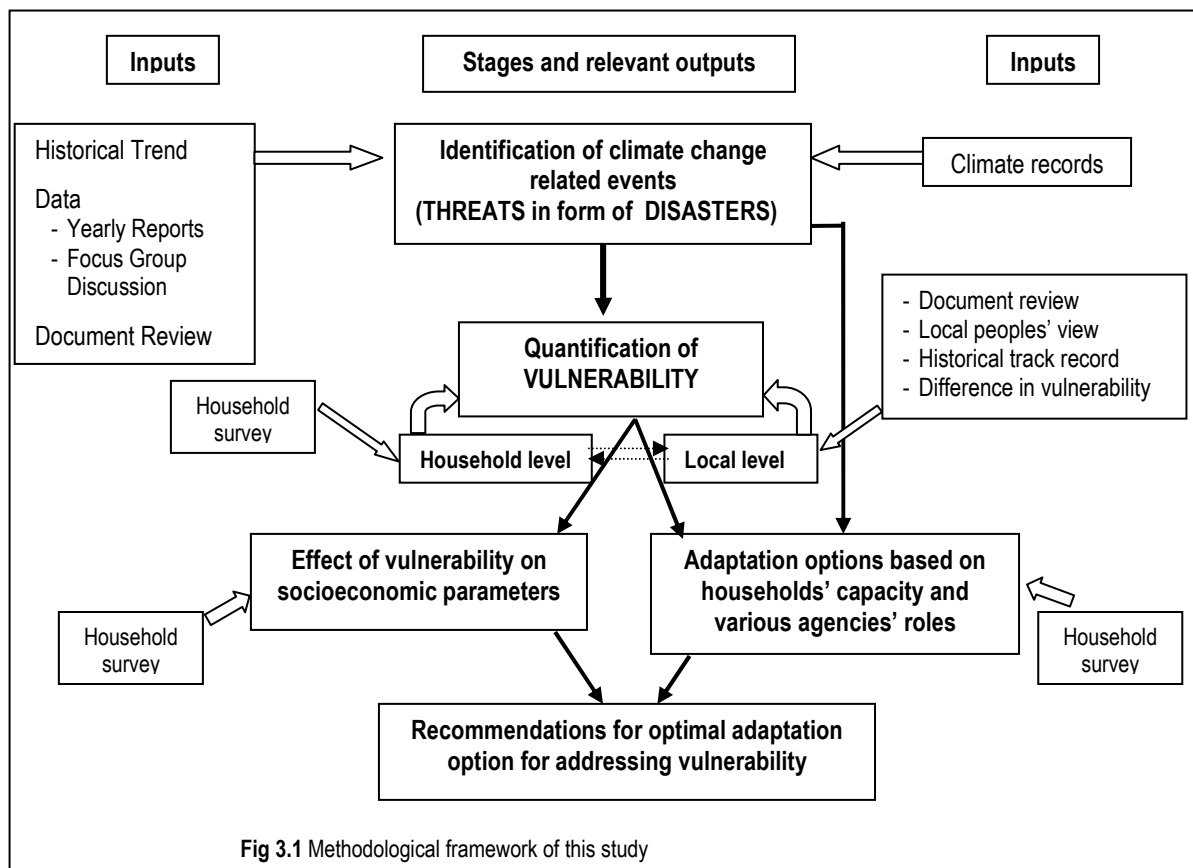 Inputs
Stages and relevant outputs
Inputs
Historical Trend
Data
- Yearly Reports
- Focus Group
Discussion
Document Review
Identification of climate change
related events
(THREATS in form of DISASTERS)
Climate records
- Document review
- Local peoples’ view
- Historical track record
- Difference in vulnerability
Quantification of
VULNERABILITY
Household
survey
Household level
Local level
Effect of vulnerability on
socioeconomic parameters
Adaptation options based on
households’ capacity and
various agencies’ roles
Household
survey
Household
survey
Recommendations for optimal adaptation
option for addressing vulnerability
Fig 3.1 Methodological framework of this study